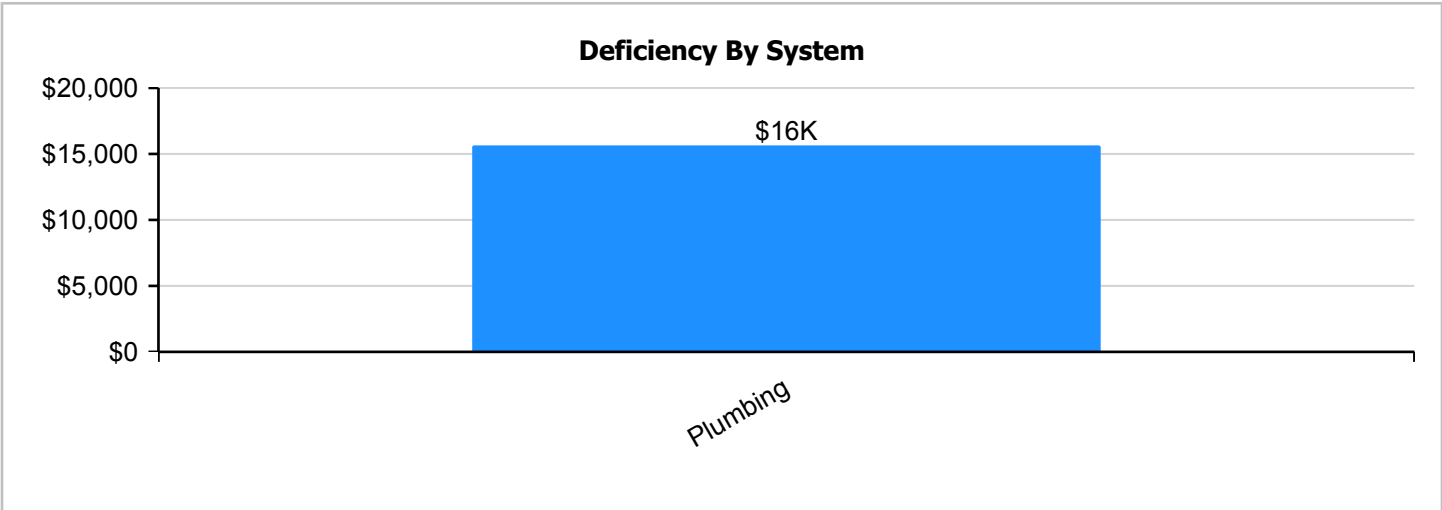 Deficiency By System
$20,000
$16K
$15,000
$10,000
$5,000
$0
Plumbing